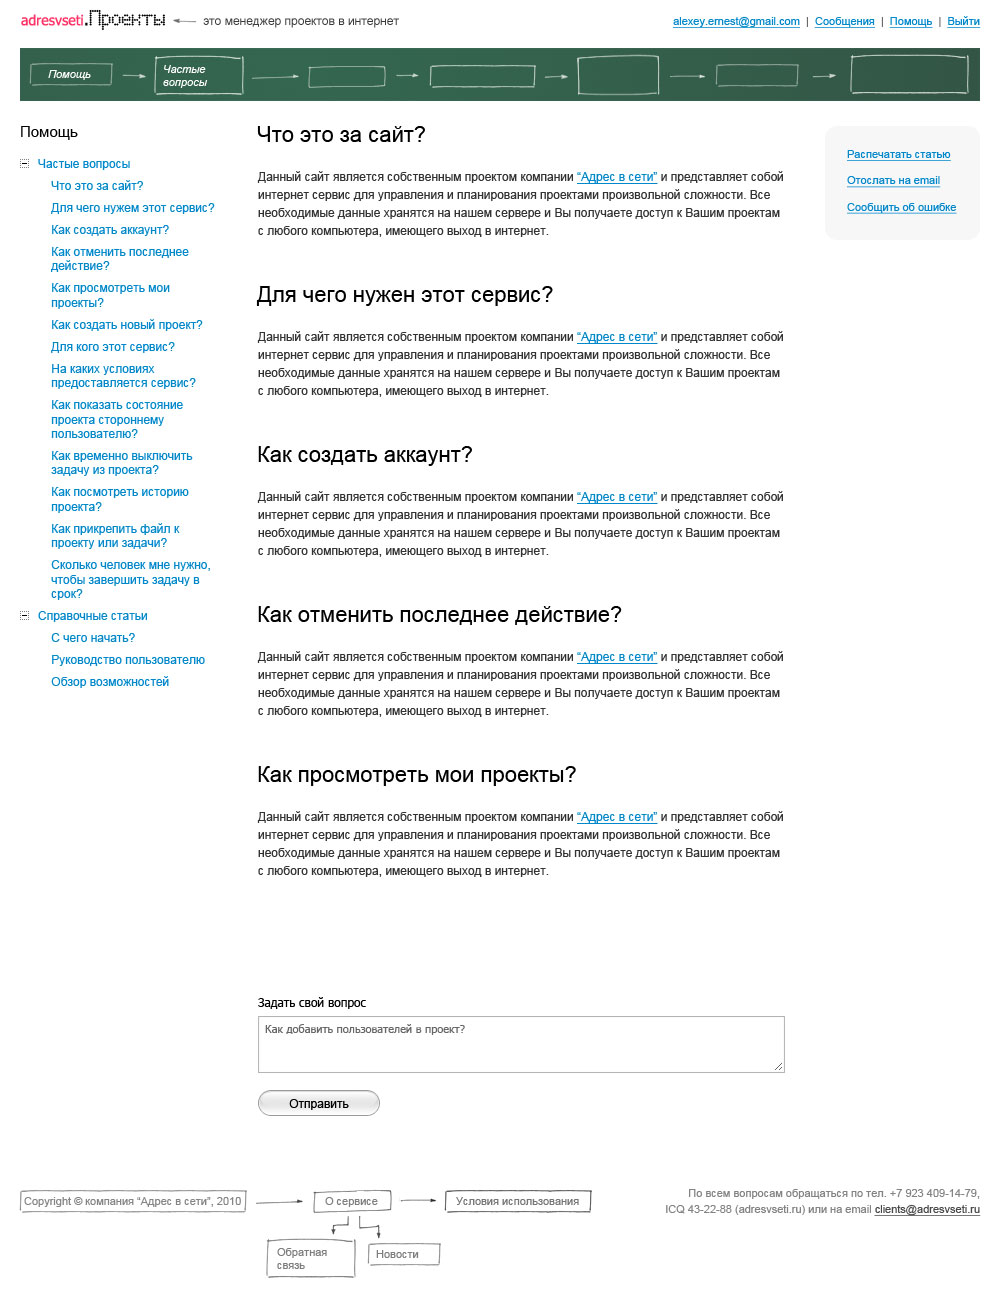 adresvseti.Проекты это менеджер проектов в интернет
alexey.ernest@gmail.com | Сообщения | Помощь | Выйти
Помощь
Частые
вопросы
Помощь
Частые вопросы
Что это за сайт?
Для чего нужем этот сервис?
Как создать аккаунт?
Как отменить последнее
действие?
Как просмотреть мои
проекты?
Как создать новый проект?
Для кого этот сервис?
На каких условиях
предоставляется сервис?
Как показать состояние
проекта стороннему
пользователю?
Как временно выключить
задачу из проекта?
Как посмотреть историю
проекта?
Как прикрепить файл к
проекту или задачи?
Сколько человек мне нужно,
чтобы завершить задачу в
срок?
Справочные статьи
С чего начать?
Руководство пользователю
Обзор возможностей
Что это за сайт?
Данный сайт является собственным проектом компании “Адрес в сети” и представляет собой
интернет сервис для управления и планирования проектами произвольной сложности. Все
необходимые данные хранятся на нашем сервере и Вы получаете доступ к Вашим проектам
с любого компьютера, имеющего выход в интернет.
Для чего нужен этот сервис?
Данный сайт является собственным проектом компании “Адрес в сети” и представляет собой
интернет сервис для управления и планирования проектами произвольной сложности. Все
необходимые данные хранятся на нашем сервере и Вы получаете доступ к Вашим проектам
с любого компьютера, имеющего выход в интернет.
Как создать аккаунт?
Данный сайт является собственным проектом компании “Адрес в сети” и представляет собой
интернет сервис для управления и планирования проектами произвольной сложности. Все
необходимые данные хранятся на нашем сервере и Вы получаете доступ к Вашим проектам
с любого компьютера, имеющего выход в интернет.
Как отменить последнее действие?
Данный сайт является собственным проектом компании “Адрес в сети” и представляет собой
интернет сервис для управления и планирования проектами произвольной сложности. Все
необходимые данные хранятся на нашем сервере и Вы получаете доступ к Вашим проектам
с любого компьютера, имеющего выход в интернет.
Как просмотреть мои проекты?
Данный сайт является собственным проектом компании “Адрес в сети” и представляет собой
интернет сервис для управления и планирования проектами произвольной сложности. Все
необходимые данные хранятся на нашем сервере и Вы получаете доступ к Вашим проектам
с любого компьютера, имеющего выход в интернет.
Распечатать статью
Отослать на email
Сообщить об ошибке
Задать свой вопрос
Как добавить пользователей в проект?
Отправить
Copyright © компания “Адрес в сети”, 2010
О сервисе
Условия использования
Обратная
связь
Новости
По всем вопросам обращаться по тел. +7 923 409-14-79,
ICQ 43-22-88 (adresvseti.ru) или на email clients@adresvseti.ru